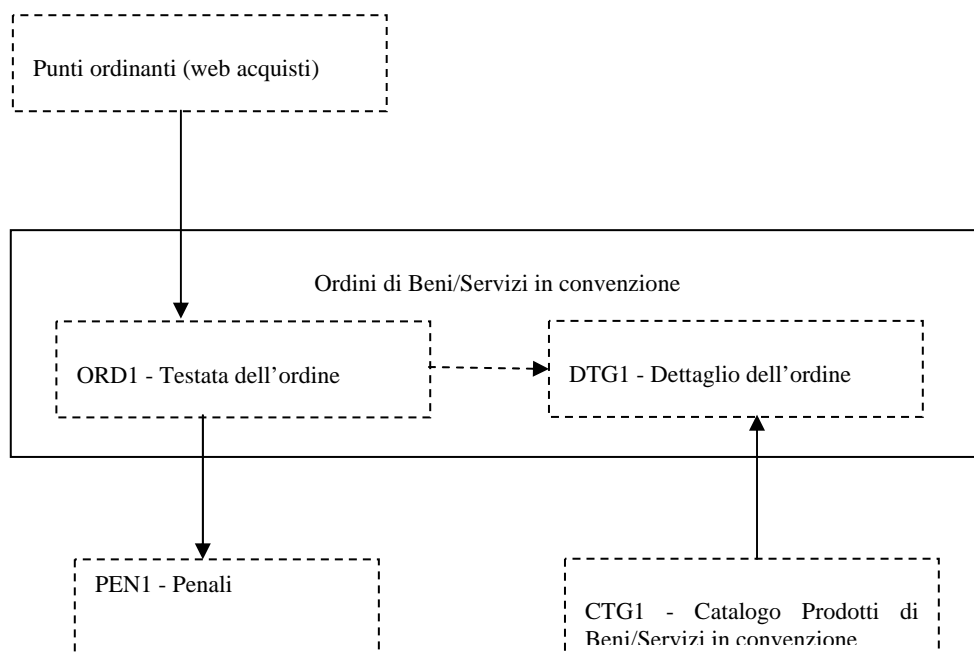 Punti ordinanti (web acquisti)
Ordini di Beni/Servizi in convenzione
ORD1 - Testata dell’ordine
DTG1 - Dettaglio dell’ordine
PEN1 - Penali
CTG1 - Catalogo Prodotti di
Beni/Servizi in convenzione